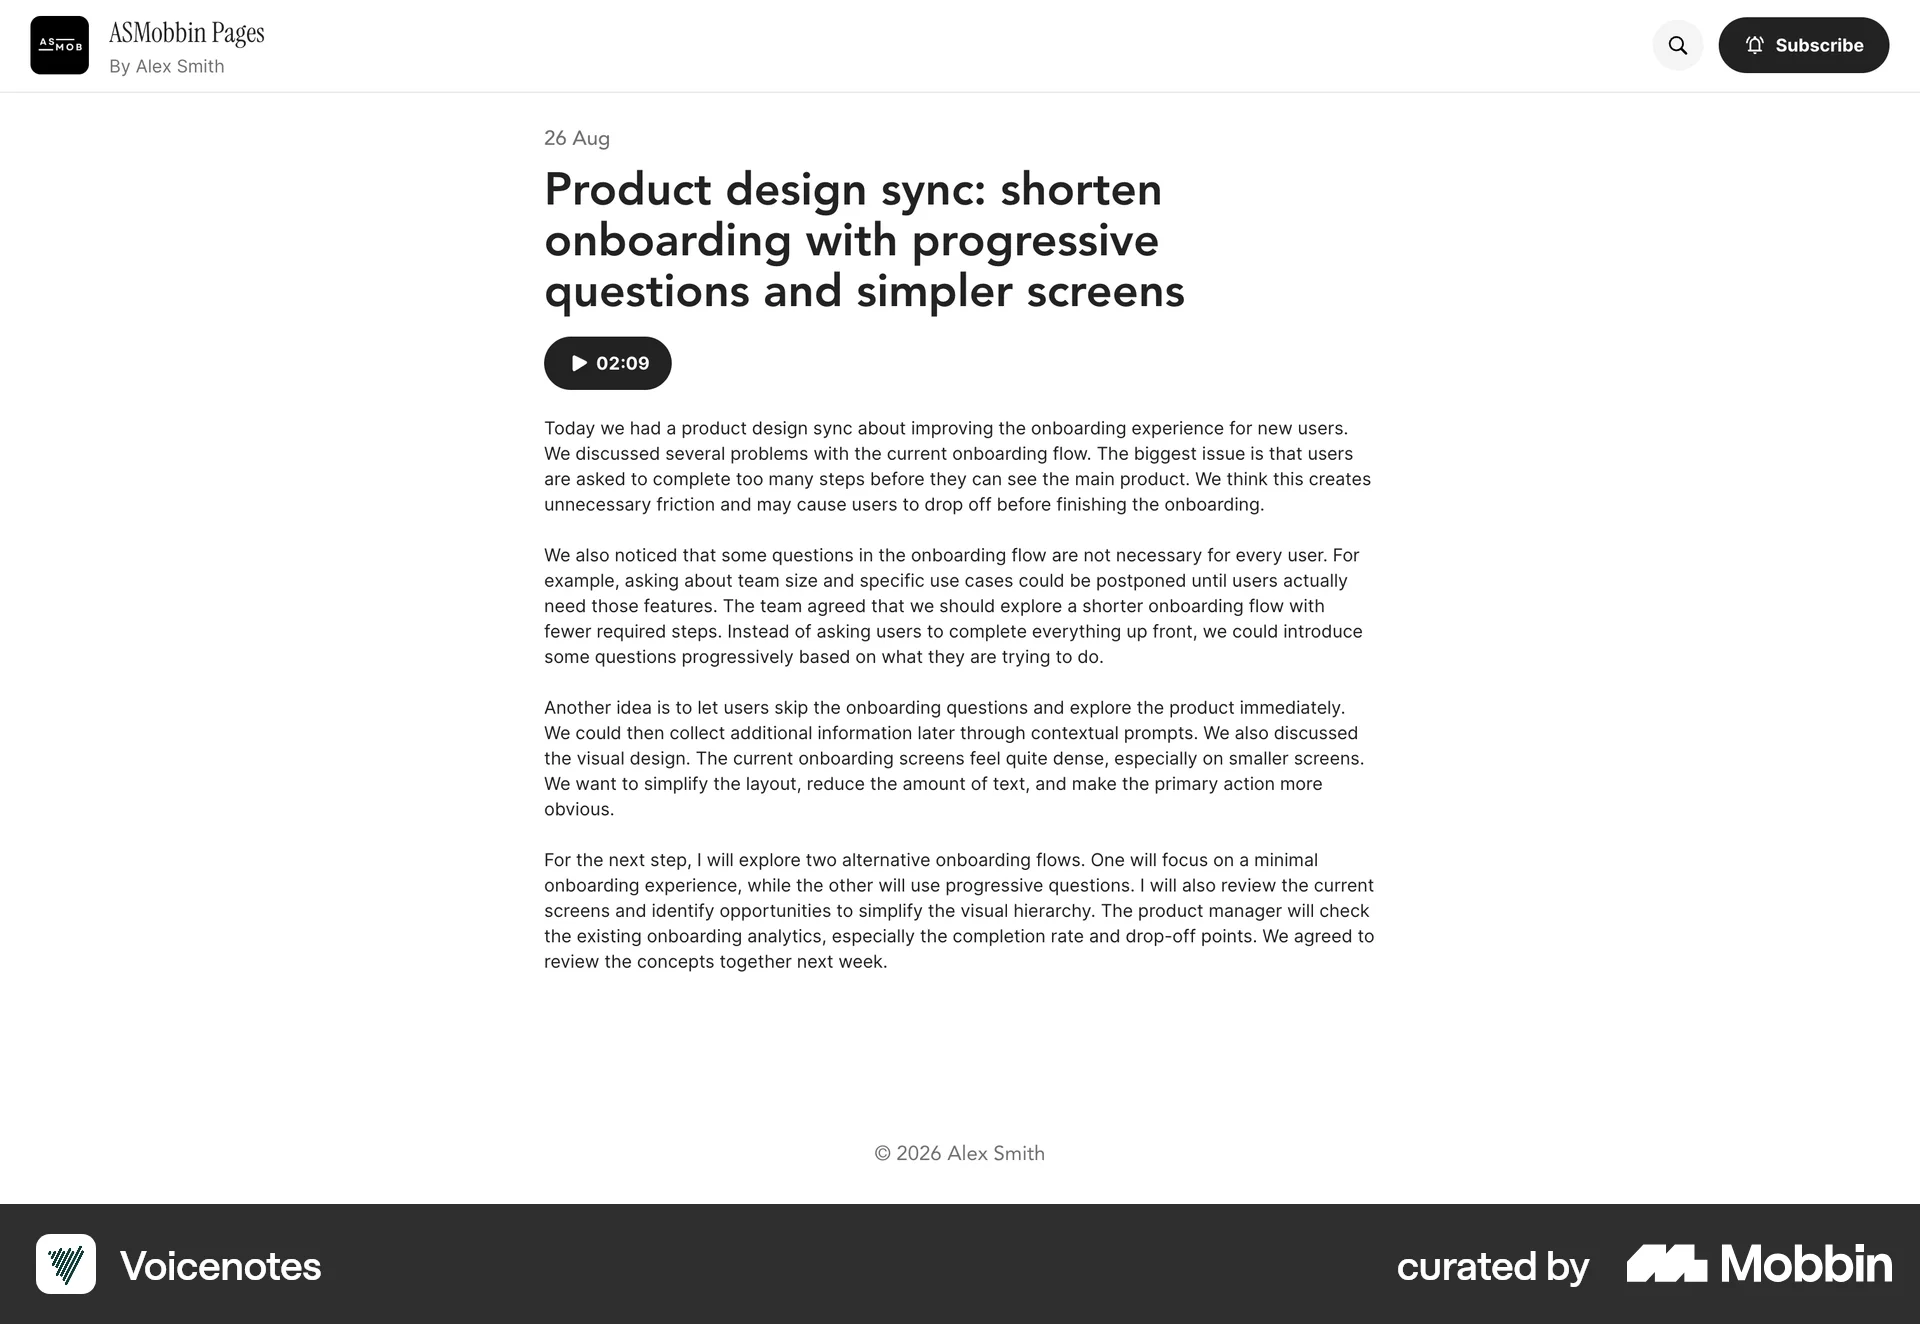 AS MOB
ASMobbin Pages
By Alex Smith
Subscribe
26 Aug
Product design sync: shorten
onboarding with progressive
questions and simpler screens
02:09
Today we had a product design sync about improving the onboarding experience for new users.
We discussed several problems with the current onboarding flow. The biggest issue is that users
are asked to complete too many steps before they can see the main product. We think this creates
unnecessary friction and may cause users to drop off before finishing the onboarding.
We also noticed that some questions in the onboarding flow are not necessary for every user. For
example, asking about team size and specific use cases could be postponed until users actually
need those features. The team agreed that we should explore a shorter onboarding flow with
fewer required steps. Instead of asking users to complete everything up front, we could introduce
some questions progressively based on what they are trying to do.
Another idea is to let users skip the onboarding questions and explore the product immediately.
We could then collect additional information later through contextual prompts. We also discussed
the visual design. The current onboarding screens feel quite dense, especially on smaller screens.
We want to simplify the layout, reduce the amount of text, and make the primary action more
obvious.
For the next step, I will explore two alternative onboarding flows. One will focus on a minimal
onboarding experience, while the other will use progressive questions. I will also review the current
screens and identify opportunities to simplify the visual hierarchy. The product manager will check
the existing onboarding analytics, especially the completion rate and drop-off points. We agreed to
review the concepts together next week.
© 2026 Alex Smith
Voicenotes
curated by Mobbin